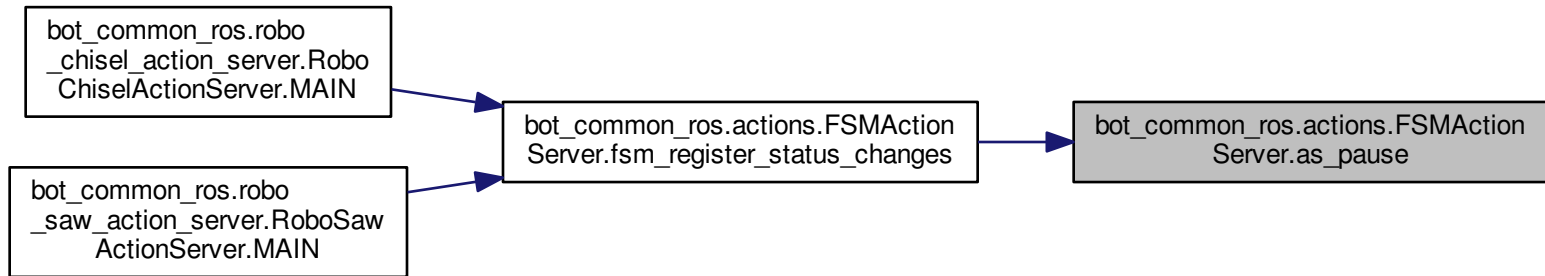 bot_common_ros.robo
_chisel_action_server.Robo
ChiselActionServer.MAIN
bot_common_ros.robo
_saw_action_server.RoboSaw
ActionServer.MAIN
bot_common_ros.actions.FSMAction
Server.fsm_register_status_changes
bot_common_ros.actions.FSMAction
Server.as_pause